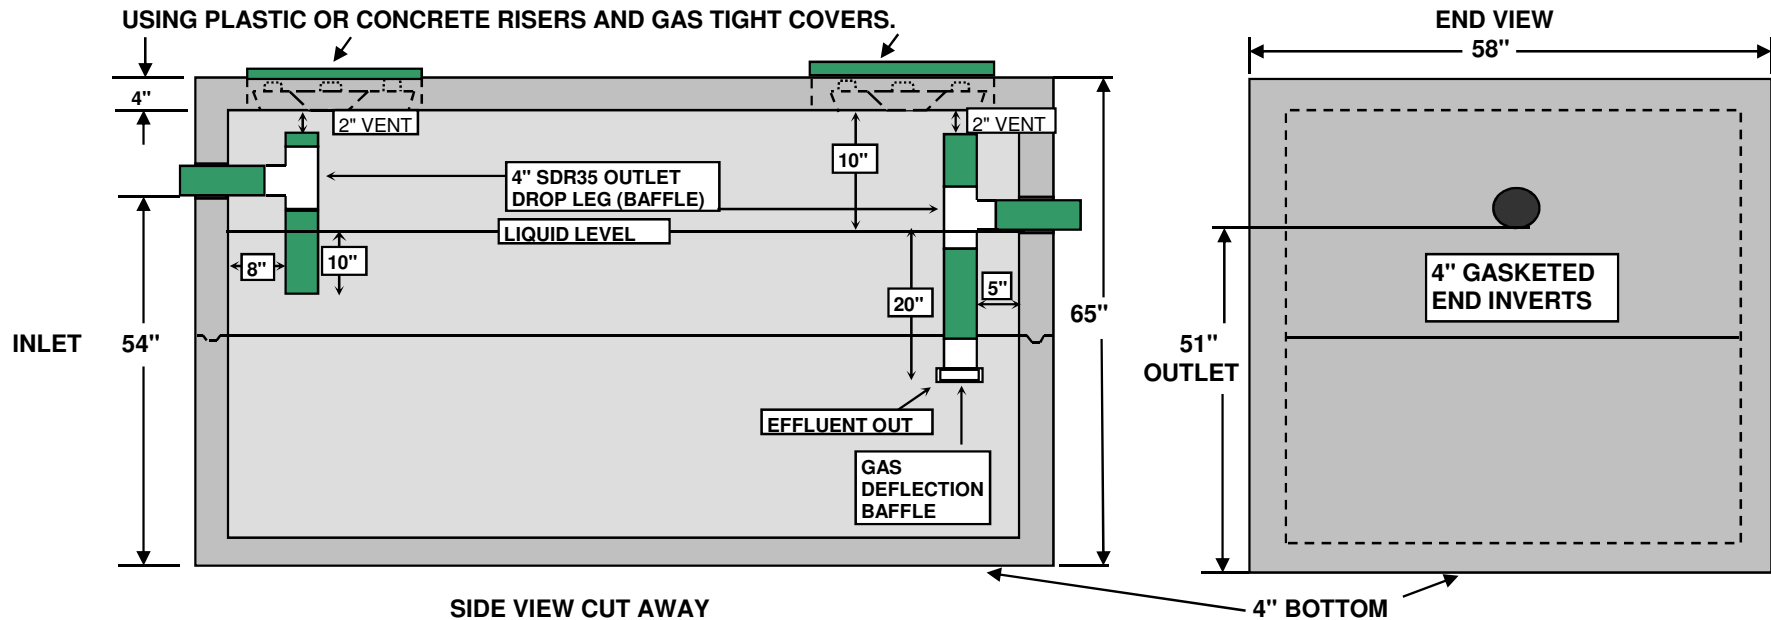 USING PLASTIC OR CONCRETE RISERS AND GAS TIGHT COVERS.
END VIEW
58"
4"
2" VENT
2" VENT
10"
4" SDR35 OUTLET
DROP LEG (BAFFLE)
LIQUID LEVEL
8"
10"
20"
5"
65"
INLET
54"
4" GASKETED
END INVERTS
51"
OUTLET
EFFLUENT OUT
GAS
DEFLECTION
BAFFLE
SIDE VIEW CUT AWAY
4" BOTTOM